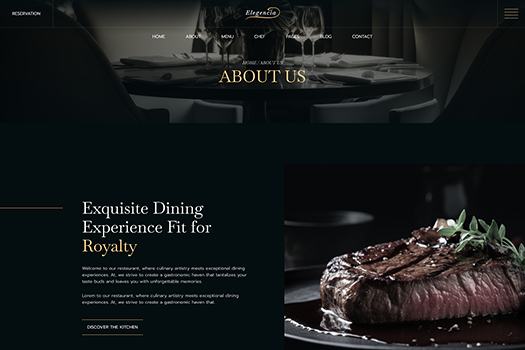 RESERVATION
Elegencia
HOME ABOUT MENU CHEF PAGES BLOG CONTACT
HOME / ABOUT US
ABOUT US
Exquisite Dining
Experience Fit for
Royalty
Welcome to our restaurant, where culinary artistry meets exceptional dining
experiences. At, we strive to create a gastronomic haven that tantalizes your
taste buds and leaves you with unforgettable memories.
Lorem to our restaurant, where culinary artistry meets exceptional dining
experiences. At, we strive to create a gastronomic haven that.
DISCOVER THE KITCHEN